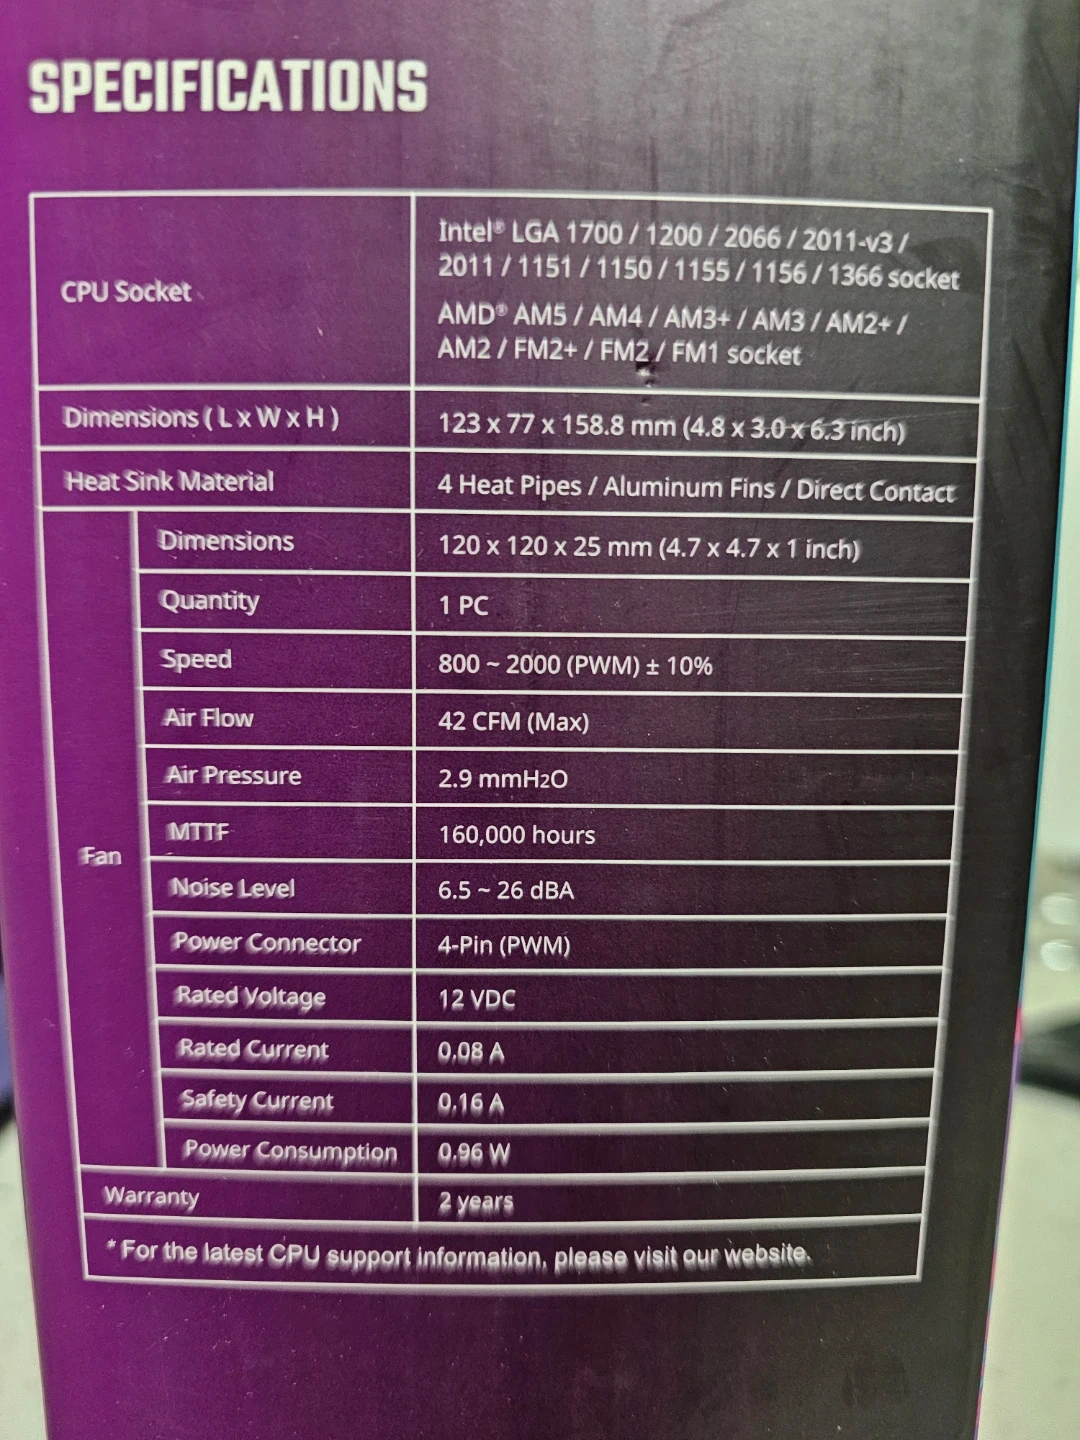 SPECIFICATIONS
CPU Socket
Intel® LGA 1700 / 1200 / 2066 / 2011-v3 /
2011 / 1151 / 1150 / 1155 / 1156 / 1366 socket
AMD® AM5 / AM4 / AM3+ / AM3 / AM2+ /
AM2 / FM2+ / FM2 / FM1 socket
Dimensions ( L x W x H ) 123 x 77 x 158.8 mm (4.8 x 3.0 x 6.3 inch)
Heat Sink Material 4 Heat Pipes / Aluminum Fins / Direct Contact
Fan
Dimensions 120 x 120 x 25 mm (4.7 x 4.7 x 1 inch)
Quantity 1 PC
Speed 800 ~ 2000 (PWM) ± 10%
Air Flow 42 CFM (Max)
Air Pressure 2.9 mmH2O
MTTF 160,000 hours
Noise Level 6.5 ~ 26 dBA
Power Connector 4-Pin (PWM)
Rated Voltage 12 VDC
Rated Current 0.08 A
Safety Current 0.16 A
Power Consumption 0.96 W
Warranty 2 years
* For the latest CPU support information, please visit our website.